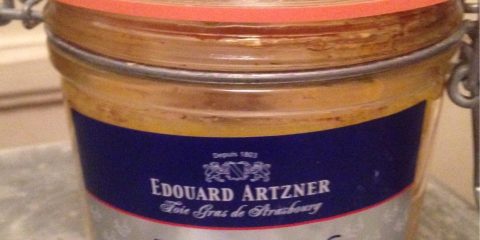 Depuis 1803
EDOUARD ARTZNER
Foie Gras de Strasbourg